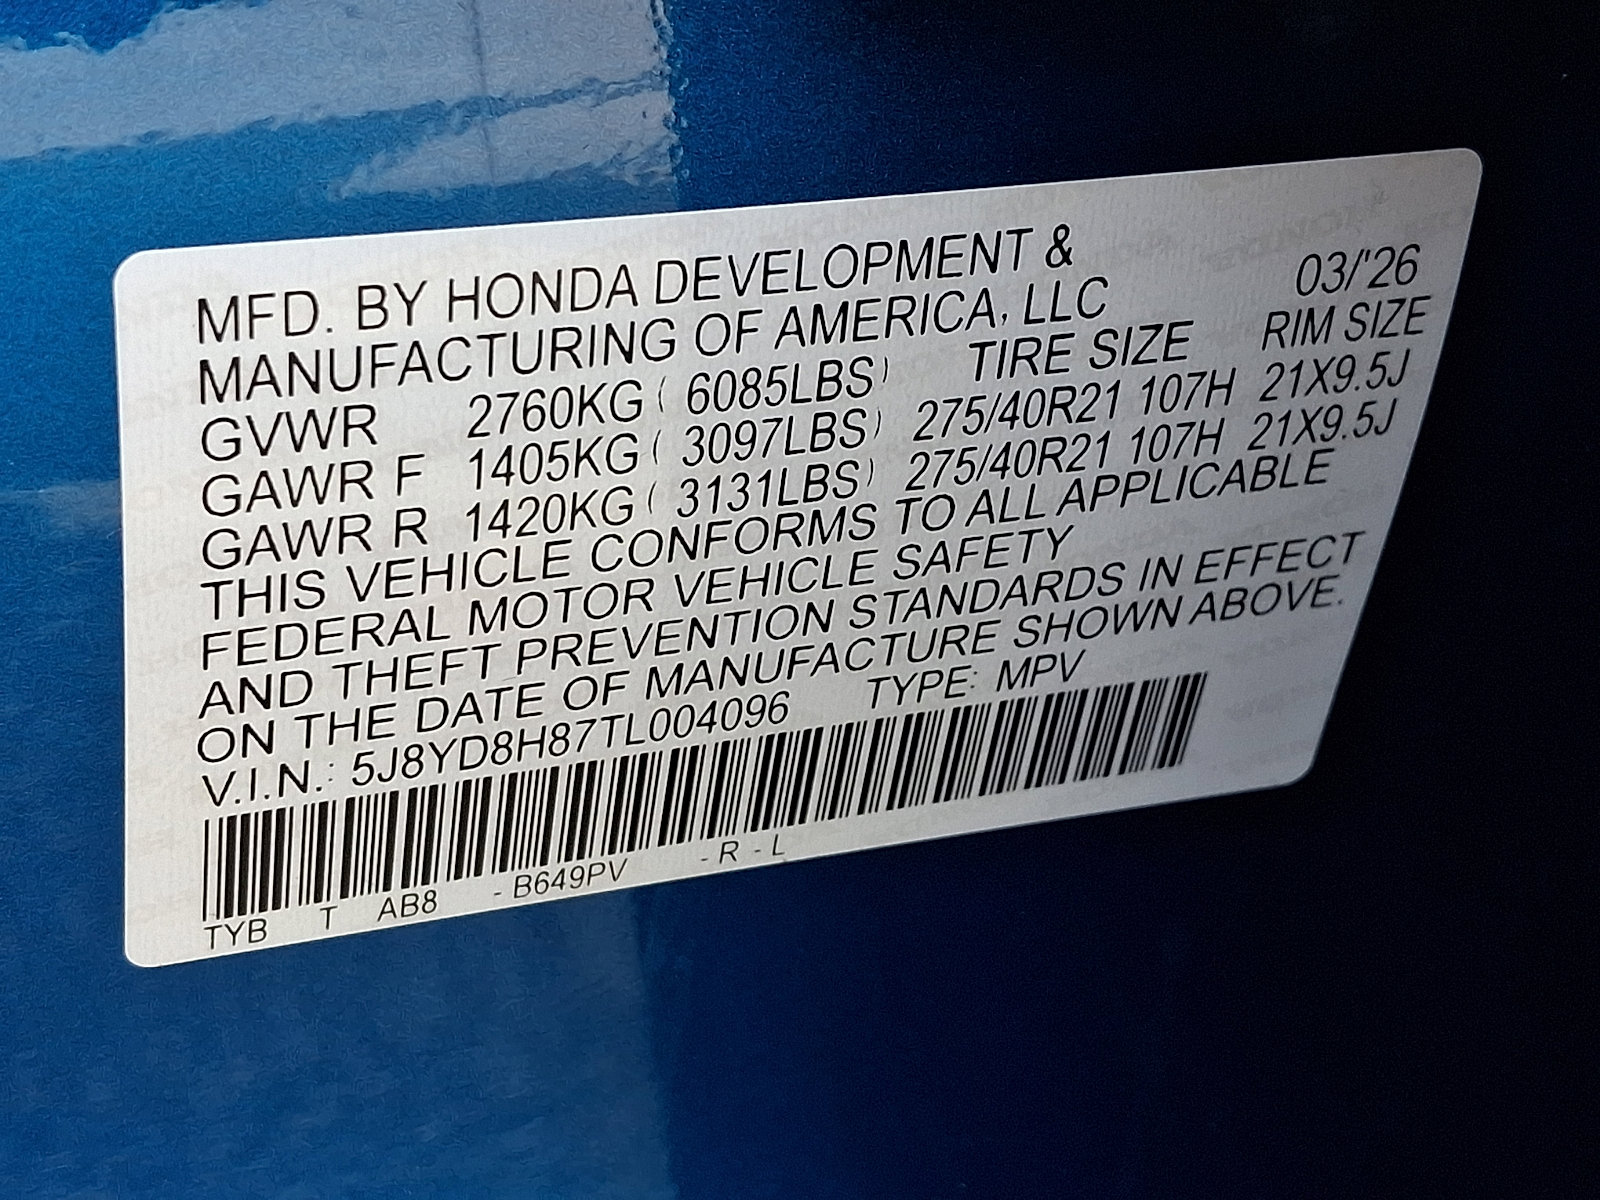 MFD. BY HONDA DEVELOPMENT &
MANUFACTURING OF AMERICA, LLC 03/'26
GVWR 2760KG ( 6085LBS) TIRE SIZE RIM SIZE
GAWR F 1405KG ( 3097LBS) 275/40R21 107H 21X9.5J
GAWR R 1420KG ( 3131LBS) 275/40R21 107H 21X9.5J
THIS VEHICLE CONFORMS TO ALL APPLICABLE
FEDERAL MOTOR VEHICLE SAFETY
AND THEFT PREVENTION STANDARDS IN EFFECT
ON THE DATE OF MANUFACTURE SHOWN ABOVE.
V.I.N.: 5J8YD8H87TL004096 TYPE: MPV
TYB T AB8 - B649PV - R - L